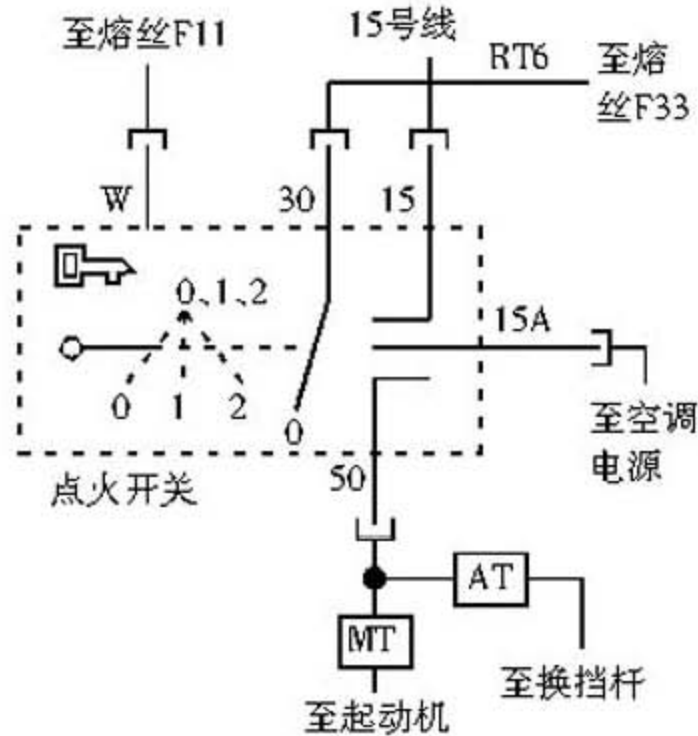 至熔丝F11
15号线
RT6
至熔
丝F33
W
30
15
0、1、2
15A
0
1
2
0
至空调
电源
点火开关
50
AT
MT
至换挡杆
至起动机